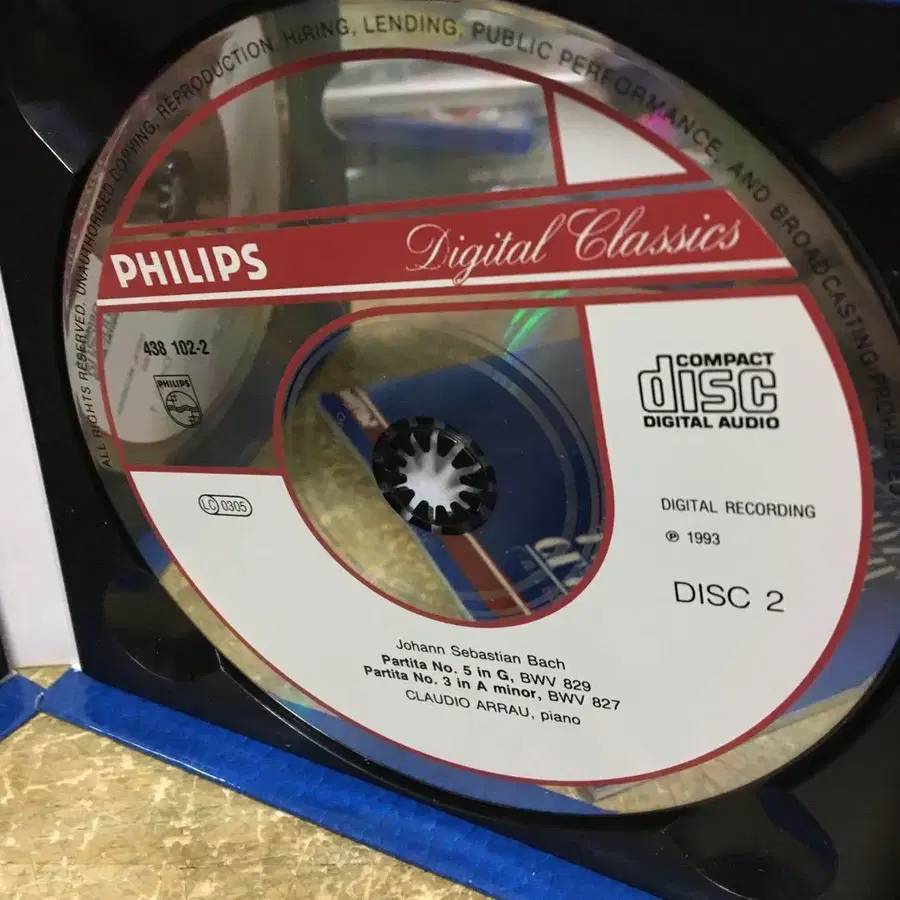 ALL RIGHTS RESERVED. UNAUTHORISED COPYING, REPRODUCTION, HIRING, LENDING, PUBLIC PERFORMANCE, AND BROADCASTING PROHIBITED
PHILIPS
Digital Classics
438 102-2
PHILIPS
COMPACT
disc
DIGITAL AUDIO
LC 0305
DIGITAL RECORDING
℗ 1993
DISC 2
Johann Sebastian Bach
Partita No. 5 in G, BWV 829
Partita No. 3 in A minor, BWV 827
CLAUDIO ARRAU, piano